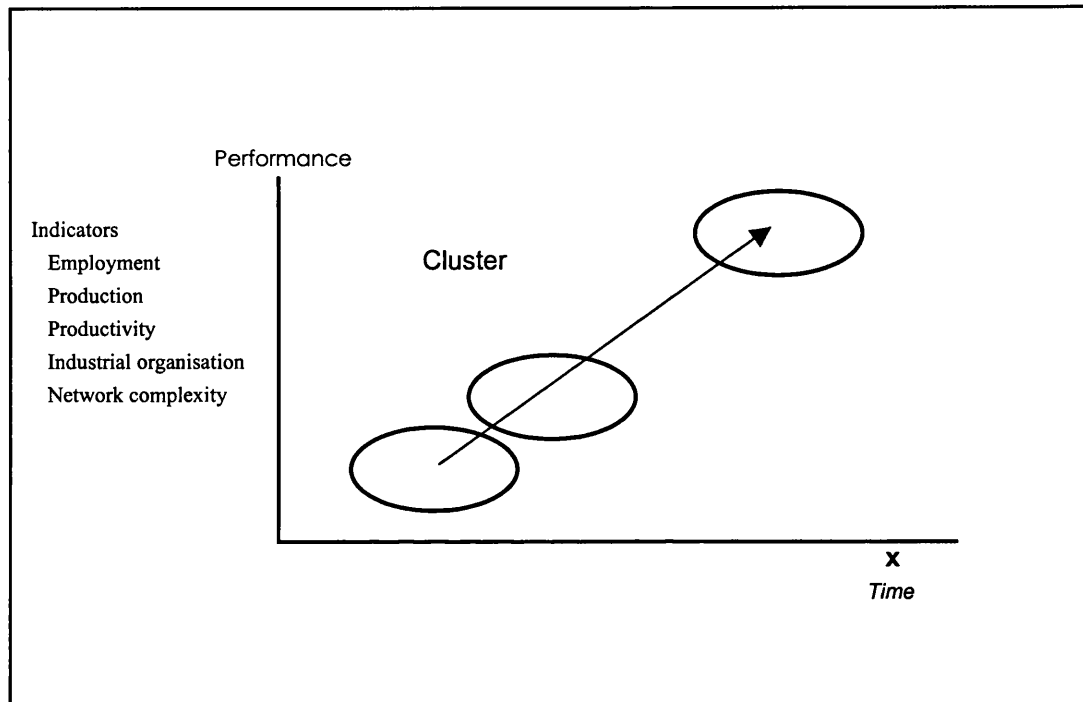 Performance
Indicators
Employment
Production
Productivity
Industrial organisation
Network complexity
Cluster
x
Time